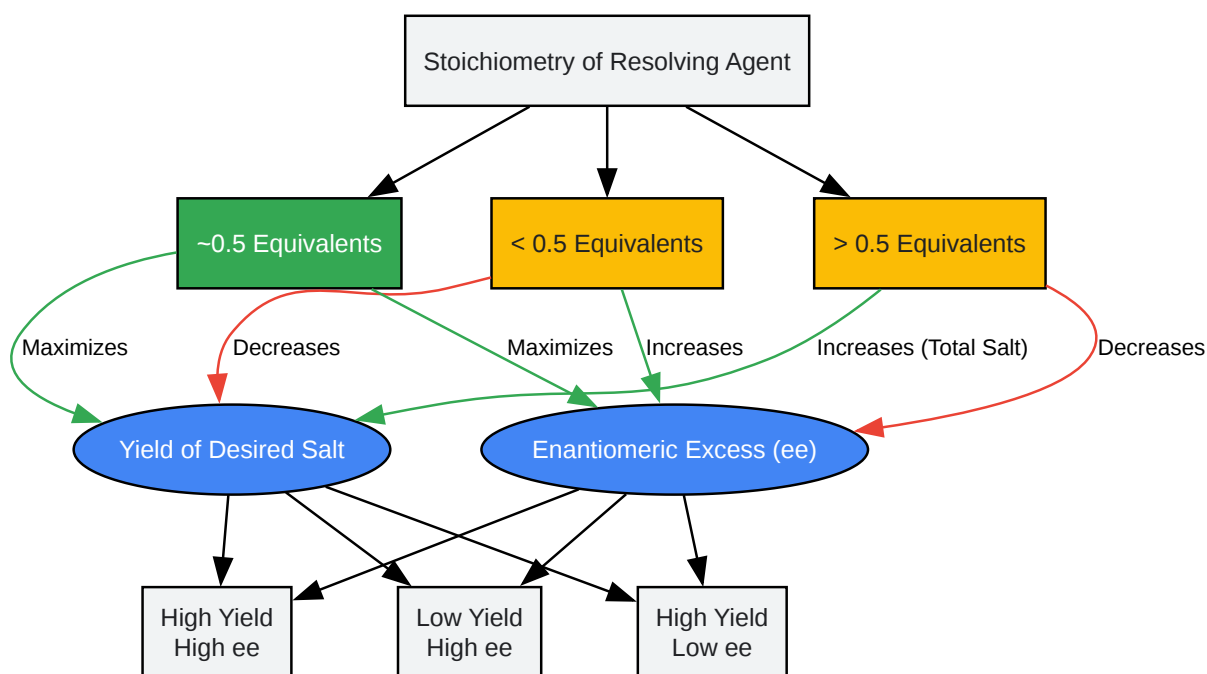 Stoichiometry of Resolving Agent
~0.5 Equivalents
< 0.5 Equivalents
> 0.5 Equivalents
Maximizes
Decreases
Maximizes
Increases
Increases (Total Salt)
Decreases
Yield of Desired Salt
Enantiomeric Excess (ee)
High Yield
High ee
Low Yield
High ee
High Yield
Low ee